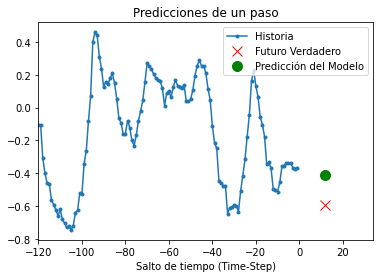 Predicciones de un paso
Historia
Futuro Verdadero
Predicción del Modelo
0.4
0.2
0.0
−0.2
−0.4
−0.6
−0.8
−120 −100 −80 −60 −40 −20 0 20
Salto de tiempo (Time-Step)